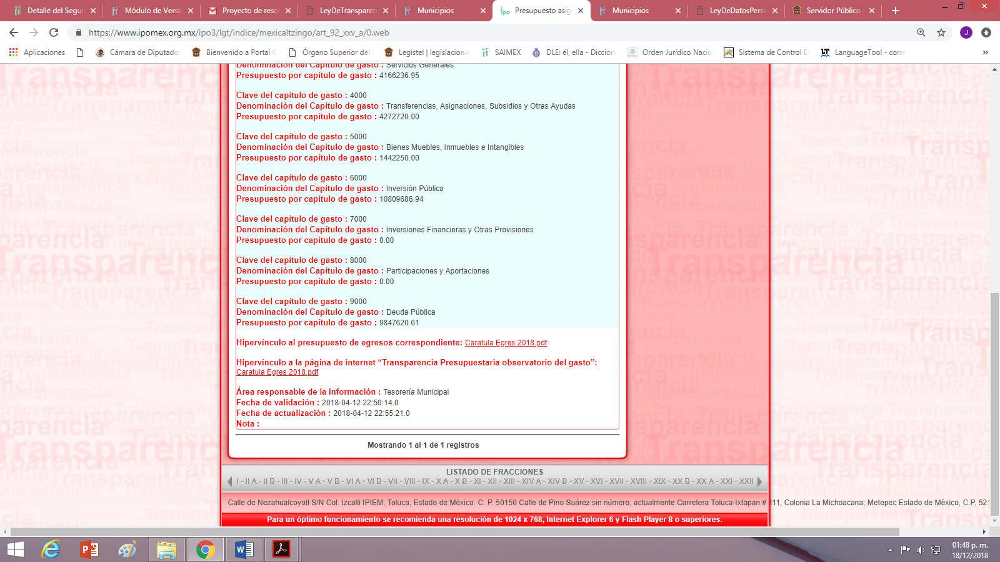 Detalle del Segui
Módulo de Versio
Proyecto de reso
LeyDeTransparen
Municipios
Presupuesto asig
Municipios
LeyDeDatosPerso
Servidor Público
https://www.ipomex.org.mx/ipo3/lgt/indice/mexicaltzingo/art_92_xxv_a/0.web
J
Aplicaciones
Cámara de Diputados
Bienvenido a Portal C
Órgano Superior del
Legistel | legislacion.e
SAIMEX
DLE: él, ella - Diccion
Orden Jurídico Nacio
Sistema de Control E
LanguageTool - corre
»
Denominación del Capítulo de gasto : Servicios Generales
Presupuesto por capítulo de gasto : 4166236.95
Clave del capítulo de gasto : 4000
Denominación del Capítulo de gasto : Transferencias, Asignaciones, Subsidios y Otras Ayudas
Presupuesto por capítulo de gasto : 4272720.00
Clave del capítulo de gasto : 5000
Denominación del Capítulo de gasto : Bienes Muebles, Inmuebles e Intangibles
Presupuesto por capítulo de gasto : 1442250.00
Clave del capítulo de gasto : 6000
Denominación del Capítulo de gasto : Inversión Pública
Presupuesto por capítulo de gasto : 10809686.94
Clave del capítulo de gasto : 7000
Denominación del Capítulo de gasto : Inversiones Financieras y Otras Provisiones
Presupuesto por capítulo de gasto : 0.00
Clave del capítulo de gasto : 8000
Denominación del Capítulo de gasto : Participaciones y Aportaciones
Presupuesto por capítulo de gasto : 0.00
Clave del capítulo de gasto : 9000
Denominación del Capítulo de gasto : Deuda Pública
Presupuesto por capítulo de gasto : 9847620.61
Hipervínculo al presupuesto de egresos correspondiente: Caratula Egres 2018.pdf
Hipervínculo a la página de internet “Transparencia Presupuestaria observatorio del gasto”:
Caratula Egres 2018.pdf
Área responsable de la información : Tesorería Municipal
Fecha de validación : 2018-04-12 22:56:14.0
Fecha de actualización : 2018-04-12 22:55:21.0
Nota :
Mostrando 1 al 1 de 1 registros
LISTADO DE FRACCIONES
I - II A - II B - III - IV - V A - V B - VI A - VI B - VII - VIII - IX - X A - X B - XI - XII - XIII - XIV A - XIV B - XV - XVI - XVII - XVIII - XIX - XX B - XX A - XXI - XXII
Calle de Nezahualcoyotl S/N Col. Izcalli IPIEM, Toluca, Estado de México. C. P. 50150 Calle de Pino Suárez sin número, actualmente Carretera Toluca-Ixtapan # 111, Colonia La Michoacana; Metepec Estado de México, C.P. 521
Para un óptimo funcionamiento se recomienda una resolución de 1024 x 768, Internet Explorer 6 y Flash Player 8 o superiores.
01:48 p. m.
18/12/2018